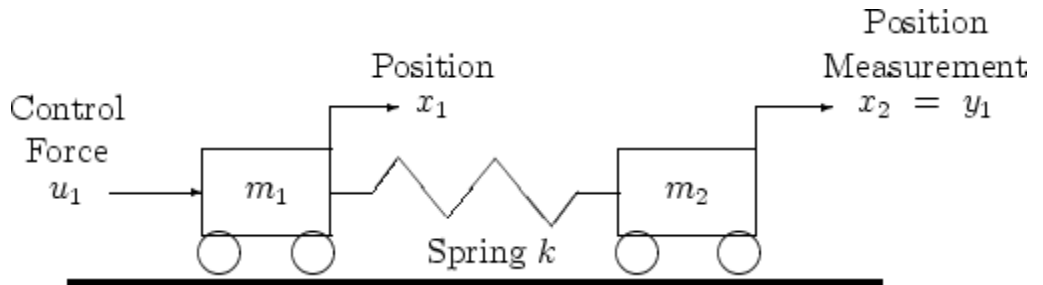 Position
Measurement
x₂ = y₁
Position
x₁
Control
Force
u₁
m₁
m₂
Spring k